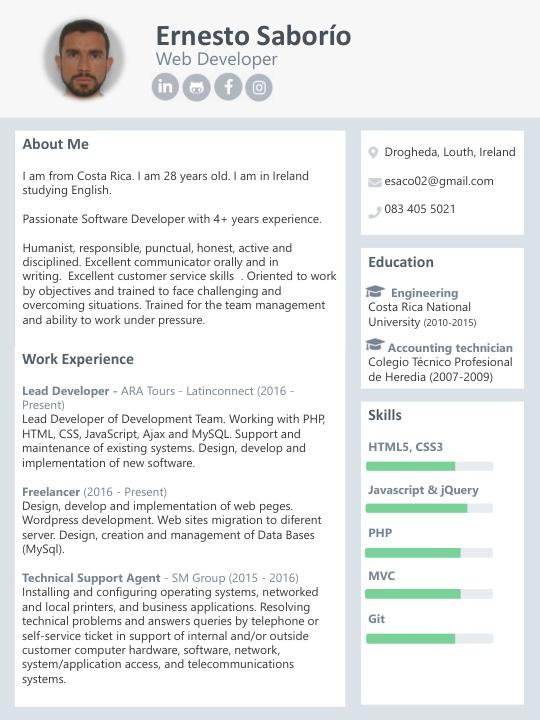 Ernesto Saborío
Web Developer
in
About Me
I am from Costa Rica. I am 28 years old. I am in Ireland
studying English.
Passionate Software Developer with 4+ years experience.
Humanist, responsible, punctual, honest, active and
disciplined. Excellent communicator orally and in
writing.  Excellent customer service skills  . Oriented to work
by objectives and trained to face challenging and
overcoming situations. Trained for the team management
and ability to work under pressure.
Work Experience
Lead Developer - ARA Tours - Latinconnect (2016 -
Present)
Lead Developer of Development Team. Working with PHP,
HTML, CSS, JavaScript, Ajax and MySQL. Support and
maintenance of existing systems. Design, develop and
implementation of new software.
Freelancer (2016 - Present)
Design, develop and implementation of web peges.
Wordpress development. Web sites migration to diferent
server. Design, creation and management of Data Bases
(MySql).
Technical Support Agent - SM Group (2015 - 2016)
Installing and configuring operating systems, networked
and local printers, and business applications. Resolving
technical problems and answers queries by telephone or
self-service ticket in support of internal and/or outside
customer computer hardware, software, network,
system/application access, and telecommunications
systems.
Drogheda, Louth, Ireland
esaco02@gmail.com
083 405 5021
Education
Engineering
Costa Rica National
University (2010-2015)
Accounting technician
Colegio Técnico Profesional
de Heredia (2007-2009)
Skills
HTML5, CSS3
Javascript & jQuery
PHP
MVC
Git